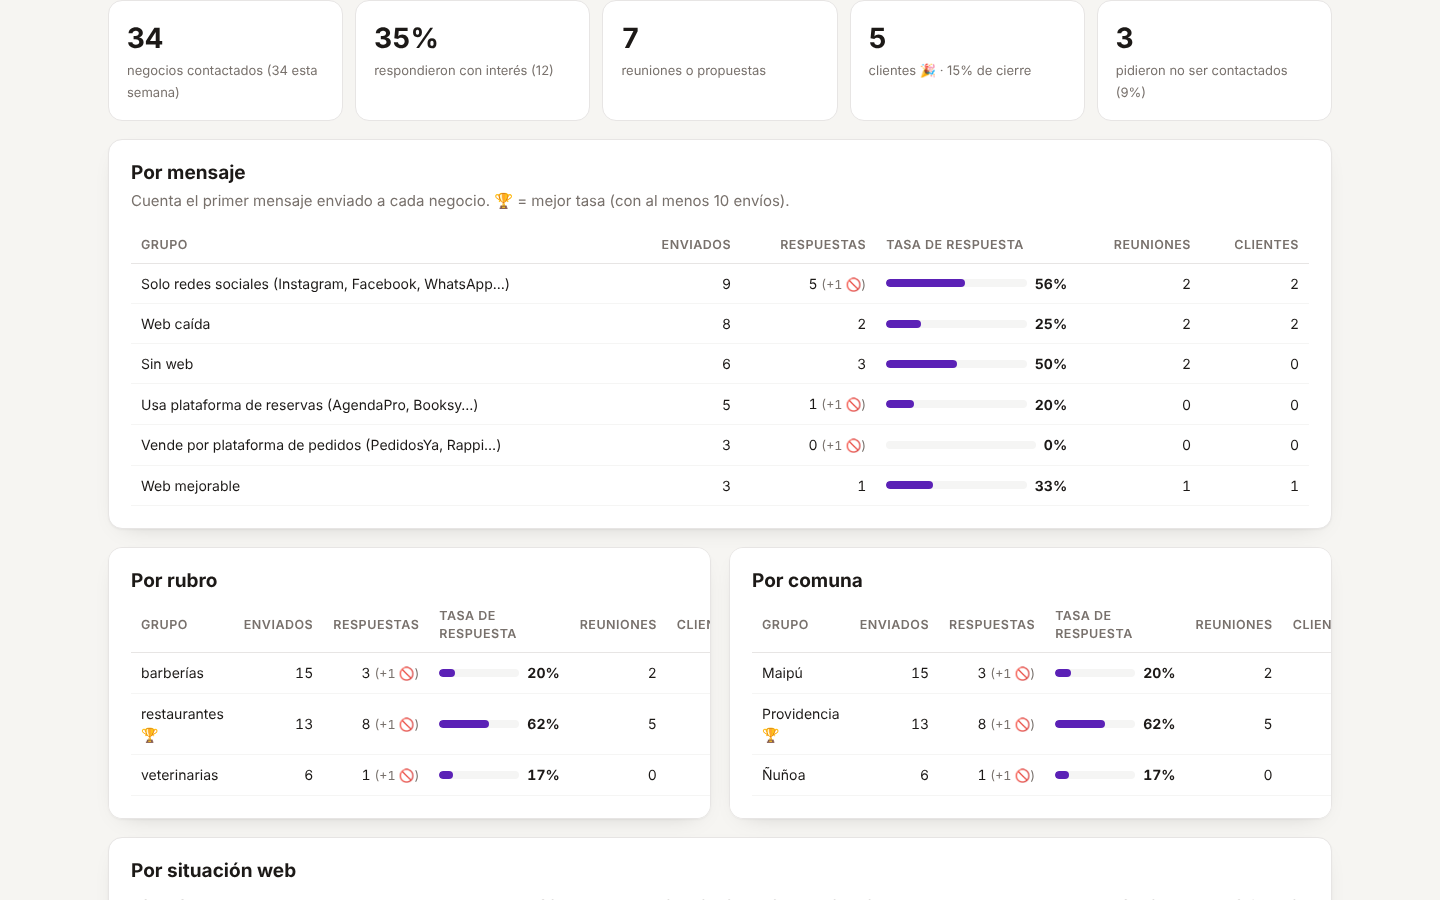 34
negocios contactados (34 esta
semana)
35%
respondieron con interés (12)
7
reuniones o propuestas
5
clientes 🎉 · 15% de cierre
3
pidieron no ser contactados
(9%)
Por mensaje
Cuenta el primer mensaje enviado a cada negocio. 🏆 = mejor tasa (con al menos 10 envíos).
GRUPO ENVIADOS RESPUESTAS TASA DE RESPUESTA REUNIONES CLIENTES
Solo redes sociales (Instagram, Facebook, WhatsApp...) 9 5 (+1 🚫) 56% 2 2
Web caída 8 2 25% 2 2
Sin web 6 3 50% 2 0
Usa plataforma de reservas (AgendaPro, Booksy...) 5 1 (+1 🚫) 20% 0 0
Vende por plataforma de pedidos (PedidosYa, Rappi...) 3 0 (+1 🚫) 0% 0 0
Web mejorable 3 1 33% 1 1
Por rubro
GRUPO ENVIADOS RESPUESTAS TASA DE RESPUESTA REUNIONES CLIEN
barberías 15 3 (+1 🚫) 20% 2
restaurantes 🏆 13 8 (+1 🚫) 62% 5
veterinarias 6 1 (+1 🚫) 17% 0
Por comuna
GRUPO ENVIADOS RESPUESTAS TASA DE RESPUESTA REUNIONES CLIEN
Maipú 15 3 (+1 🚫) 20% 2
Providencia 🏆 13 8 (+1 🚫) 62% 5
Ñuñoa 6 1 (+1 🚫) 17% 0
Por situación web